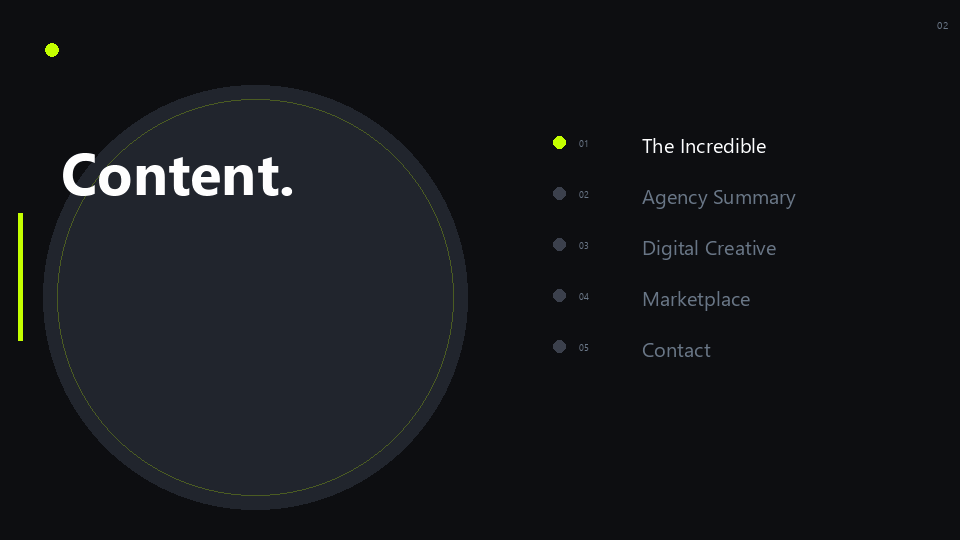 02
Content.
01 The Incredible
02 Agency Summary
03 Digital Creative
04 Marketplace
05 Contact